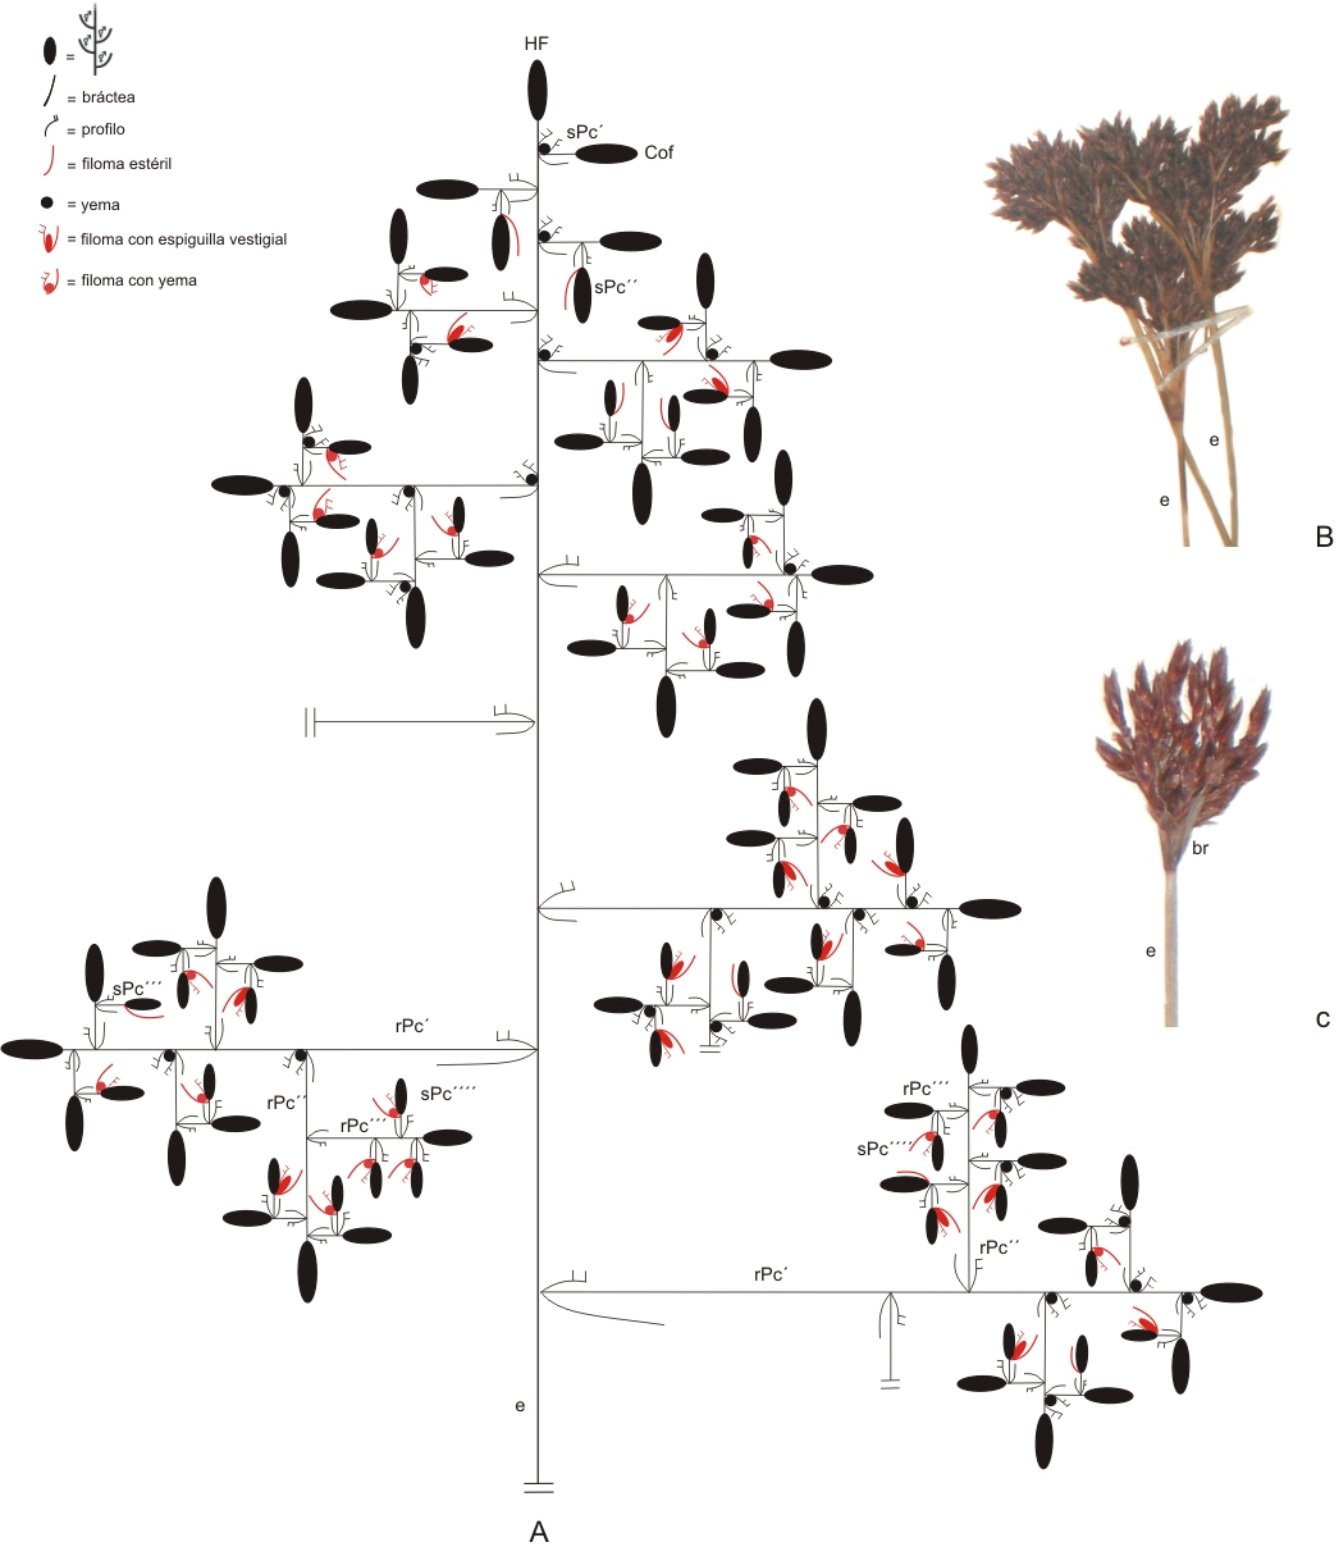 =
= bráctea
= profilo
= filoma estéril
= yema
= filoma con espiguilla vestigial
= filoma con yema
HF
sPc´
Cof
sPc´´
e
e
B
br
e
c
sPc´´´
rPc´
rPc´´
sPc´´´´
rPc´´´
rPc´´´
sPc´´´´
rPc´´
rPc´
e
A